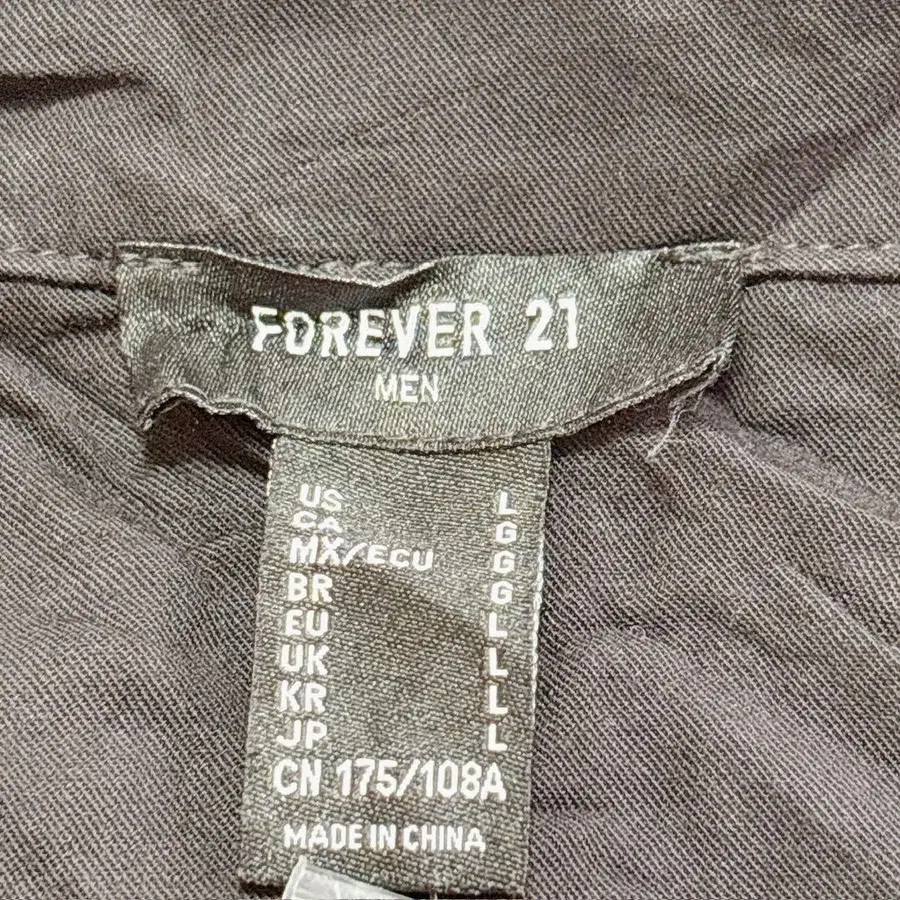 FOREVER 21
MEN
US L
CA G
MX/ECU G
BR G
EU L
UK L
KR L
JP L
CN 175/108A
MADE IN CHINA